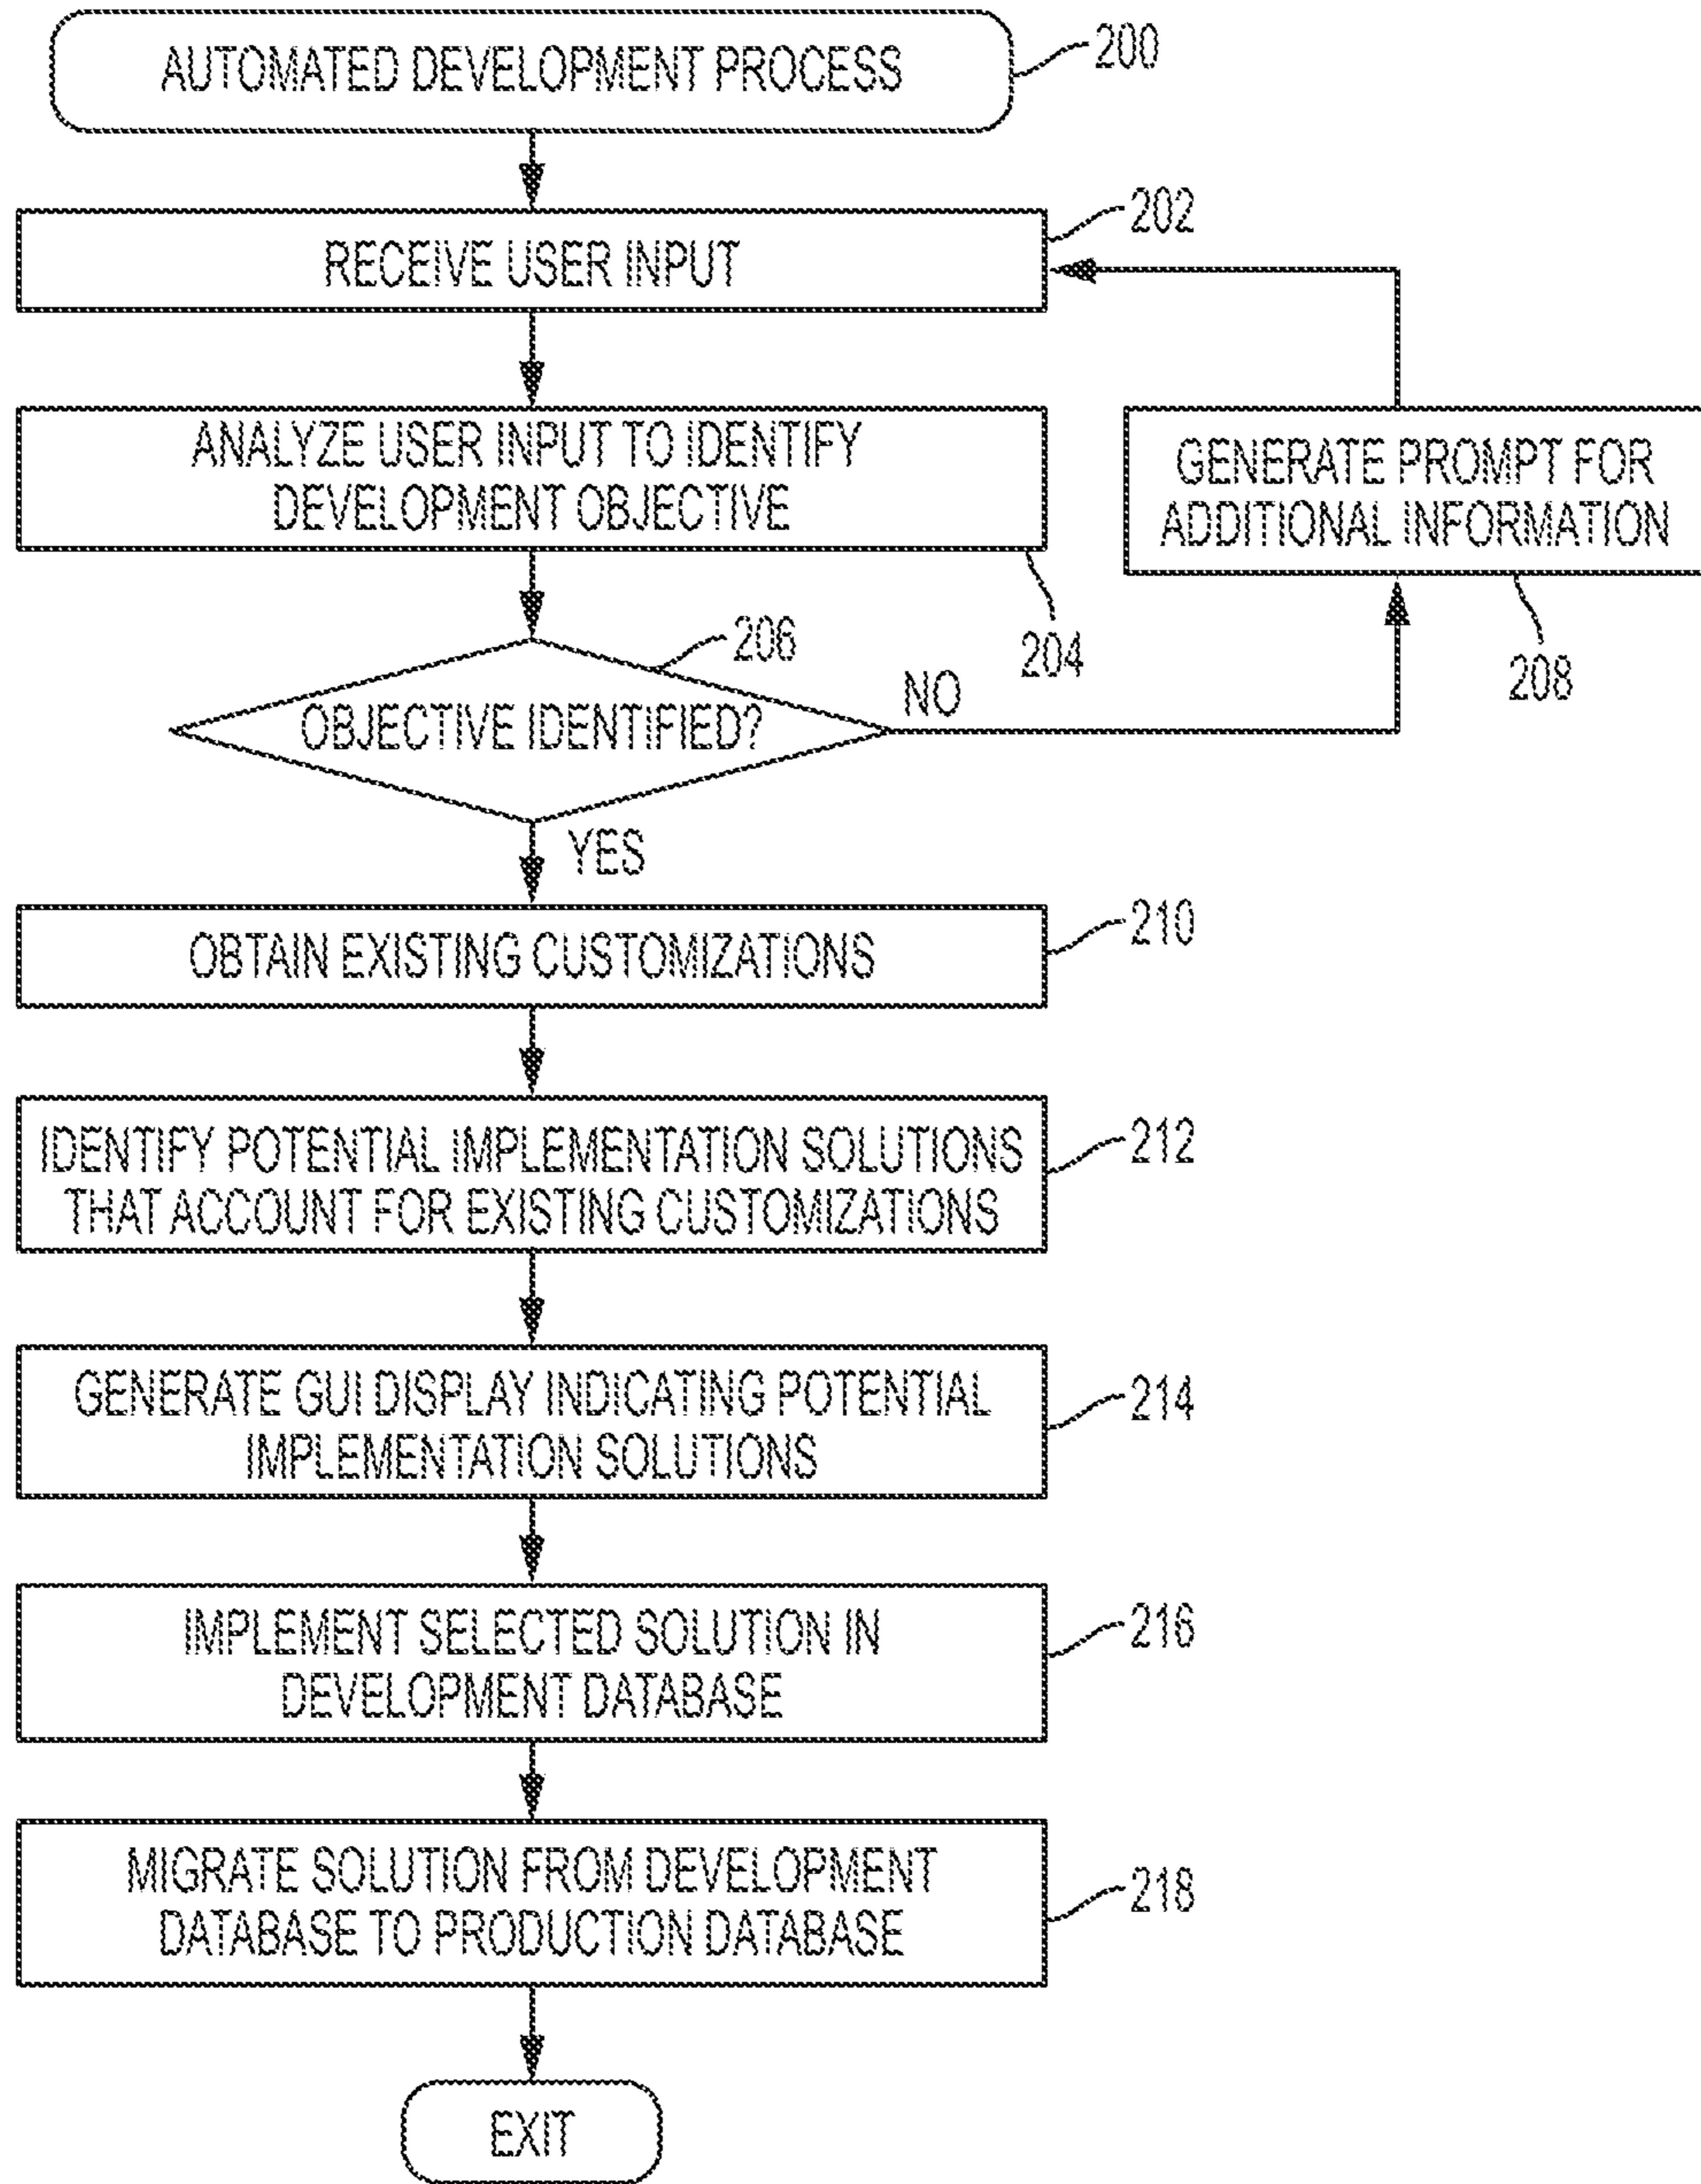 AUTOMATED DEVELOPMENT PROCESS
200
RECEIVE USER INPUT
202
ANALYZE USER INPUT TO IDENTIFY
DEVELOPMENT OBJECTIVE
204
GENERATE PROMPT FOR
ADDITIONAL INFORMATION
208
206
OBJECTIVE IDENTIFIED?
NO
YES
OBTAIN EXISTING CUSTOMIZATIONS
210
IDENTIFY POTENTIAL IMPLEMENTATION SOLUTIONS
THAT ACCOUNT FOR EXISTING CUSTOMIZATIONS
212
GENERATE GUI DISPLAY INDICATING POTENTIAL
IMPLEMENTATION SOLUTIONS
214
IMPLEMENT SELECTED SOLUTION IN
DEVELOPMENT DATABASE
216
MIGRATE SOLUTION FROM DEVELOPMENT
DATABASE TO PRODUCTION DATABASE
218
EXIT